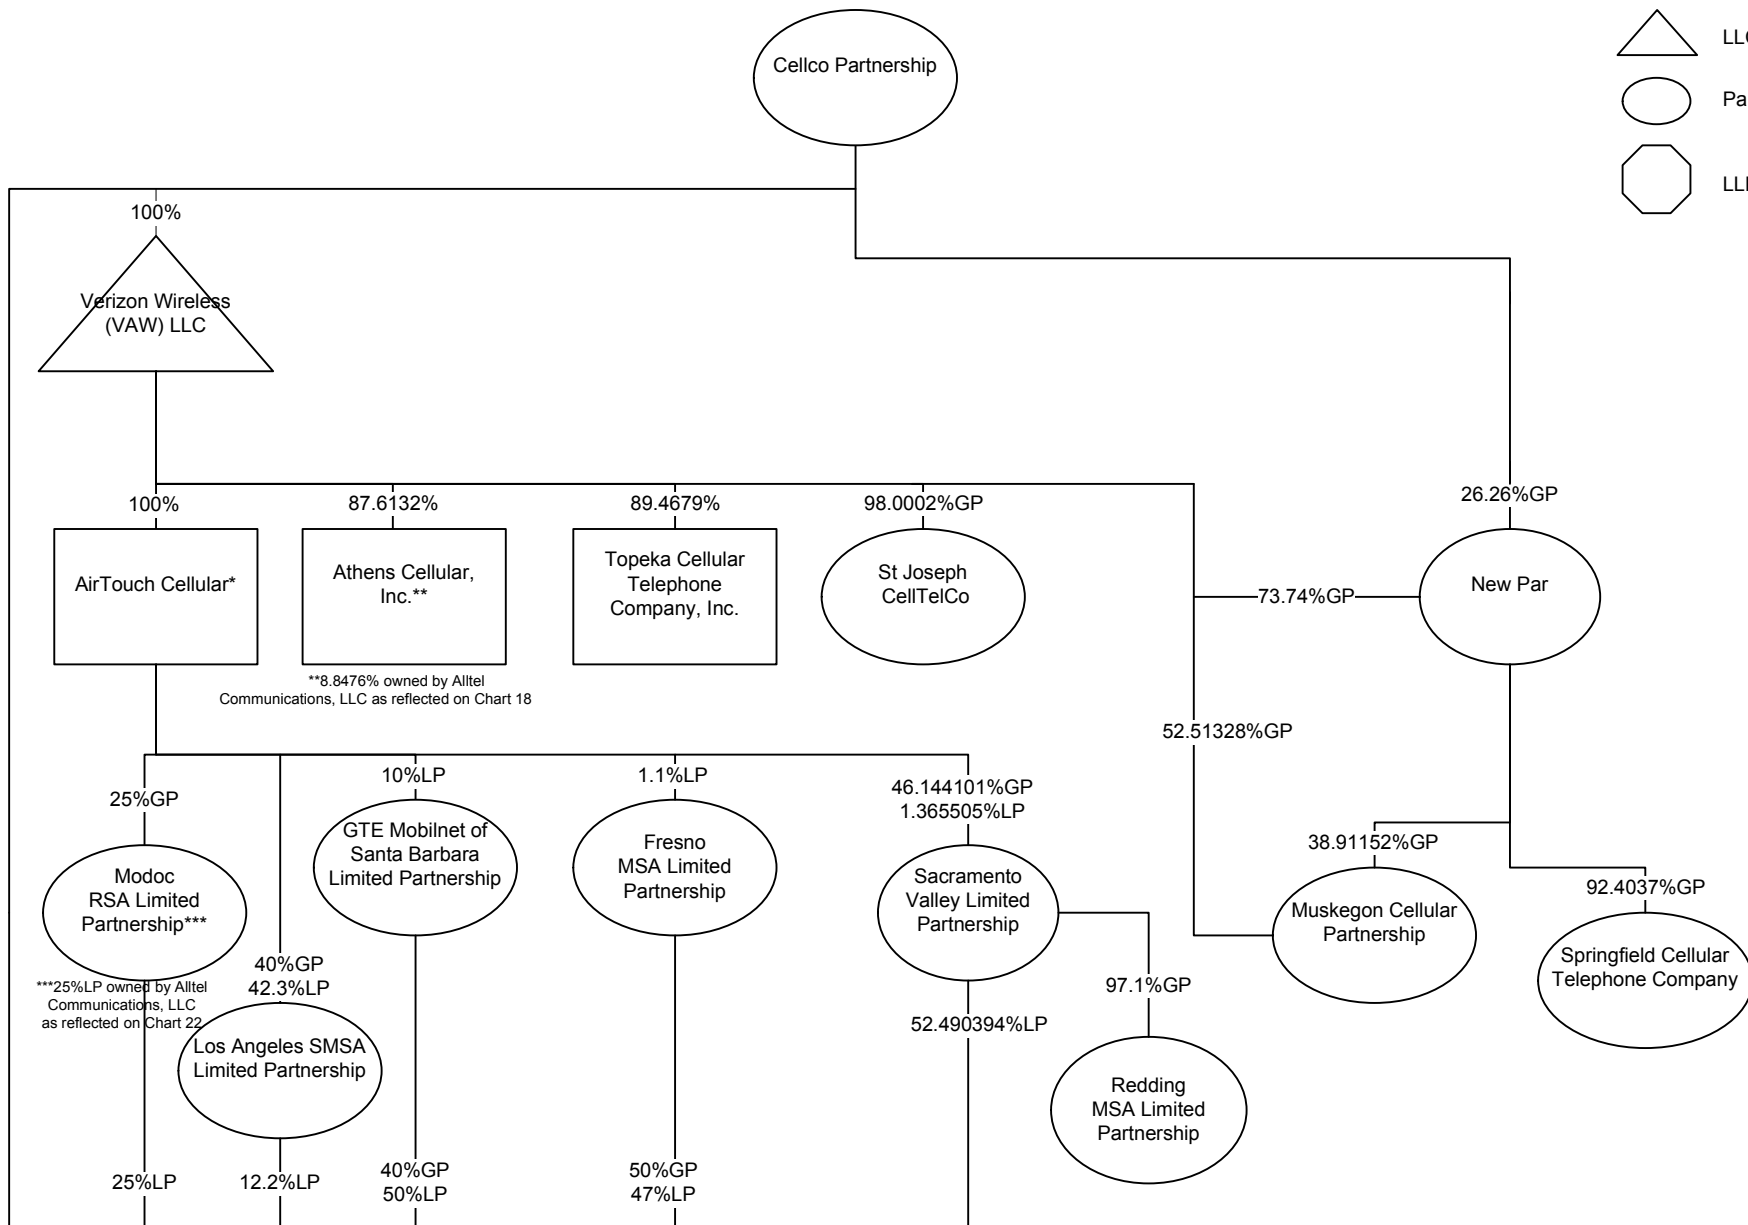 Cellco Partnership
100%
Verizon Wireless
(VAW) LLC
100%
87.6132%
89.4679%
98.0002%GP
26.26%GP
AirTouch Cellular*
Athens Cellular,
Inc.**
Topeka Cellular
Telephone
Company, Inc.
St Joseph
CellTelCo
73.74%GP
New Par
**8.8476% owned by Alltel
Communications, LLC as reflected on Chart 18
52.51328%GP
25%GP
10%LP
1.1%LP
46.144101%GP
1.365505%LP
38.91152%GP
92.4037%GP
Modoc
RSA Limited
Partnership***
GTE Mobilnet of
Santa Barbara
Limited Partnership
Fresno
MSA Limited
Partnership
Sacramento
Valley Limited
Partnership
Muskegon Cellular
Partnership
Springfield Cellular
Telephone Company
***25%LP owned by Alltel
Communications, LLC
as reflected on Chart 22
40%GP
42.3%LP
97.1%GP
52.490394%LP
Los Angeles SMSA
Limited Partnership
Redding
MSA Limited
Partnership
25%LP
12.2%LP
40%GP
50%LP
50%GP
47%LP